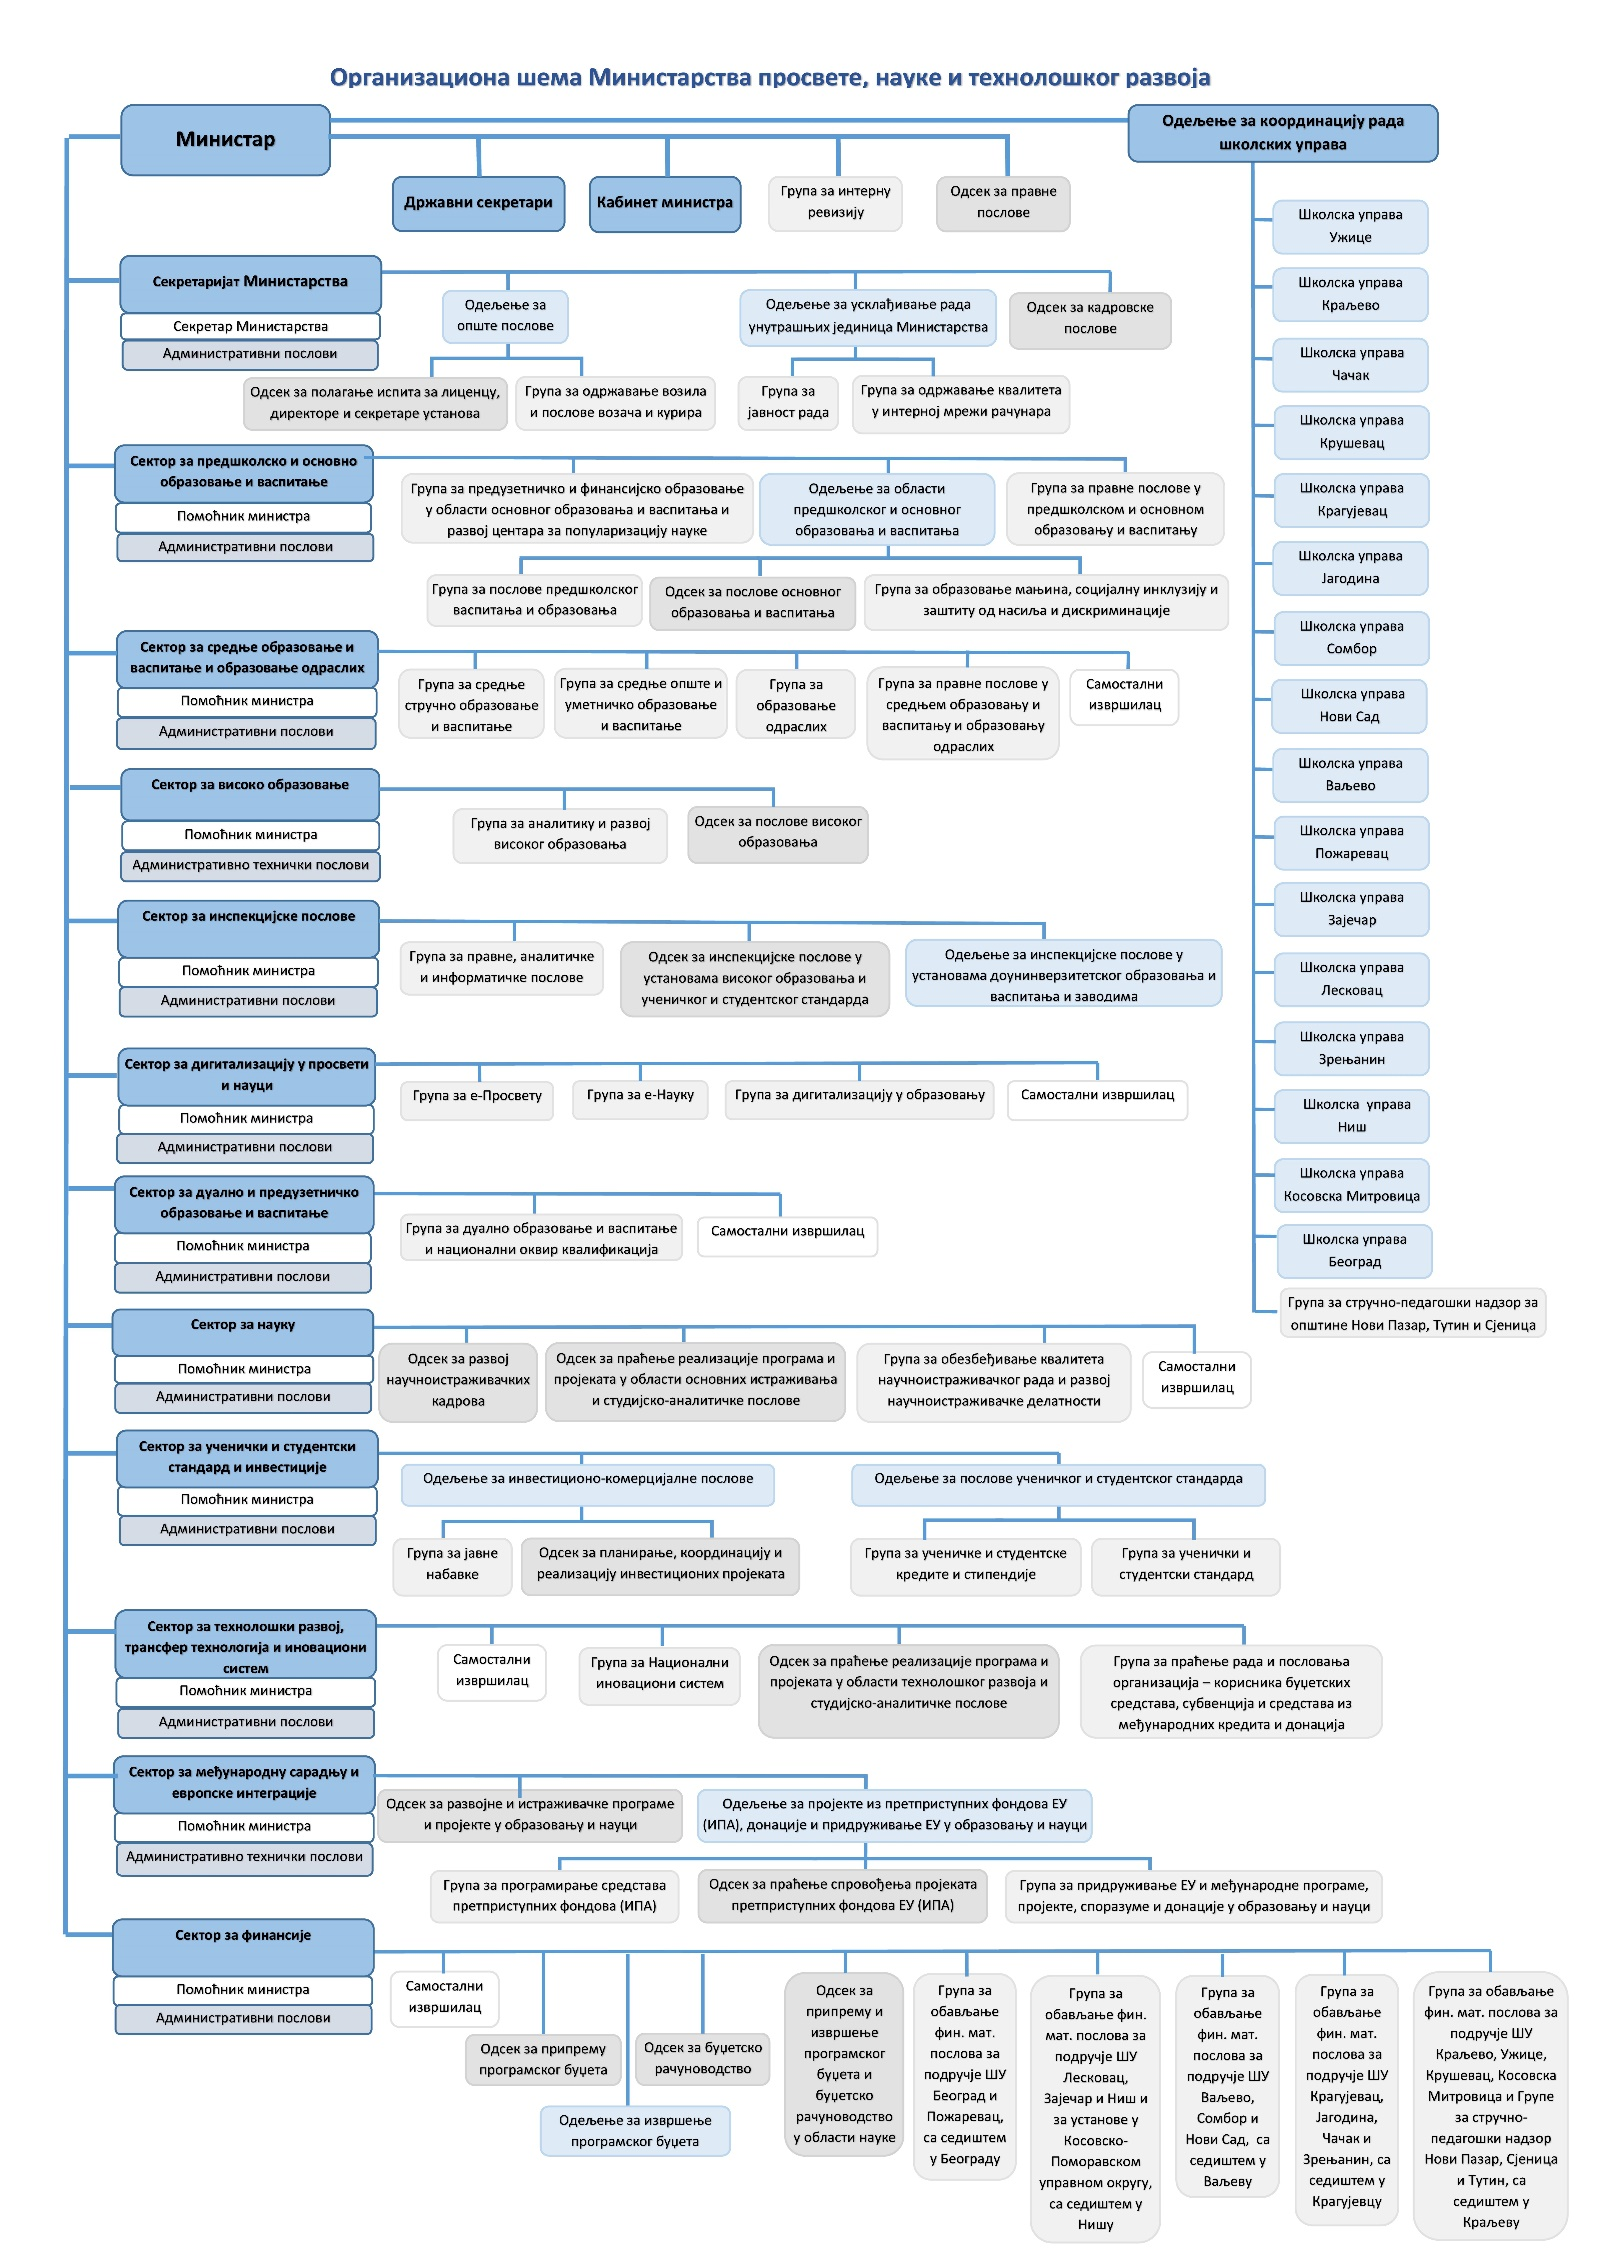 Организациона шема Министарства просвете, науке и технолошког развоја
Министар
Одељење за координацију рада
школских управа
Државни секретари
Кабинет министра
Група за интерну
ревизију
Одсек за правне
послове
Школска управа
Ужице
Школска управа
Краљево
Школска управа
Чачак
Школска управа
Крушевац
Школска управа
Крагујевац
Школска управа
Јагодина
Школска управа
Сомбор
Школска управа
Нови Сад
Школска управа
Ваљево
Школска управа
Пожаревац
Школска управа
Зајечар
Школска управа
Лесковац
Школска управа
Зрењанин
Школска управа
Ниш
Школска управа
Косовска Митровица
Школска управа
Београд
Група за стручно-педагошки надзор за
општине Нови Пазар, Тутин и Сјеница
Секретаријат Министарства
Секретар Министарства
Административни послови
Одељење за
опште послове
Одељење за усклађивање рада
унутрашњих јединица Министарства
Одсек за кадровске
послове
Одсек за полагање испита за лиценцу,
директоре и секретаре установа
Група за одржавање возила
и послове возача и курира
Група за
јавност рада
Група за одржавање квалитета
у интерној мрежи рачунара
Сектор за предшколско и основно
образовање и васпитање
Помоћник министра
Административни послови
Група за предузетничко и финансијско образовање
у области основног образовања и васпитања и
развој центара за популаризацију науке
Одељење за области
предшколског и основног
образовања и васпитања
Група за правне послове у
предшколском и основном
образовању и васпитању
Група за послове предшколског
васпитања и образовања
Одсек за послове основног
образовања и васпитања
Група за образовање мањина, социјалну инклузију и
заштиту од насиља и дискриминације
Сектор за средње образовање и
васпитање и образовање одраслих
Помоћник министра
Административни послови
Група за средње
стручно образовање
и васпитање
Група за средње опште и
уметничко образовање
и васпитање
Група за
образовање
одраслих
Група за правне послове у
средњем образовању и
васпитању и образовању
одраслих
Самостални
извршилац
Сектор за високо образовање
Помоћник министра
Административно технички послови
Група за аналитику и развој
високог образовања
Одсек за послове високог
образовања
Сектор за инспекцијске послове
Помоћник министра
Административни послови
Група за правне, аналитичке
и информатичке послове
Одсек за инспекцијске послове у
установама високог образовања и
ученичког и студентског стандарда
Одељење за инспекцијске послове у
установама доунинверзитетског образовања и
васпитања и заводима
Сектор за дигитализацију у просвети
и науци
Помоћник министра
Административни послови
Група за е-Просвету
Група за е-Науку
Група за дигитализацију у образовању
Самостални извршилац
Сектор за дуално и предузетничко
образовање и васпитање
Помоћник министра
Административни послови
Група за дуално образовање и васпитање
и национални оквир квалификација
Самостални извршилац
Сектор за науку
Помоћник министра
Административни послови
Одсек за развој
научноистраживачких
кадрова
Одсек за праћење реализације програма и
пројеката у области основних истраживања
и студијско-аналитичке послове
Група за обезбеђивање квалитета
научноистраживачког рада и развој
научноистраживачке делатности
Самостални
извршилац
Сектор за ученички и студентски
стандард и инвестиције
Помоћник министра
Административни послови
Одељење за инвестиционо-комерцијалне послове
Одељење за послове ученичког и студентског стандарда
Група за јавне
набавке
Одсек за планирање, координацију и
реализацију инвестиционих пројеката
Група за ученичке и студентске
кредите и стипендије
Група за ученички и
студентски стандард
Сектор за технолошки развој,
трансфер технологија и иновациони
систем
Помоћник министра
Административни послови
Самостални
извршилац
Група за Национални
иновациони систем
Одсек за праћење реализације програма и
пројеката у области технолошког развоја и
студијско-аналитичке послове
Група за праћење рада и пословања
организација – корисника буџетских
средстава, субвенција и средстава из
међународних кредита и донација
Сектор за међународну сарадњу и
европске интеграције
Помоћник министра
Административно технички послови
Одсек за развојне и истраживачке програме
и пројекте у образовању и науци
Одељење за пројекте из претприступних фондова ЕУ
(ИПА), донације и придруживање ЕУ у образовању и науци
Група за програмирање средстава
претприступних фондова (ИПА)
Одсек за праћење спровођења пројеката
претприступних фондова ЕУ (ИПА)
Група за придруживање ЕУ и међународне програме,
пројекте, споразуме и донације у образовању и науци
Сектор за финансије
Помоћник министра
Административни послови
Самостални
извршилац
Одсек за припрему
програмског буџета
Одељење за извршење
програмског буџета
Одсек за буџетско
рачуноводство
Одсек за
припрему и
извршење
програмског
буџета и
буџетско
рачуноводство
у области науке
Група за
обављање
фин. мат.
послова за
подручје ШУ
Београд и
Пожаревац,
са седиштем
у Београду
Група за
обављање фин.
мат. послова за
подручје ШУ
Лесковац,
Зајечар и Ниш и
за установе у
Косовско-
Поморавском
управном округу,
са седиштем у
Нишу
Група за
обављање
фин. мат.
послова за
подручје ШУ
Ваљево,
Сомбор и
Нови Сад, са
седиштем у
Ваљеву
Група за
обављање
фин. мат.
послова за
подручје ШУ
Крагујевац,
Јагодина,
Чачак и
Зрењанин, са
седиштем у
Крагујевцу
Група за обављање
фин. мат. послова за
подручје ШУ
Краљево, Ужице,
Крушевац, Косовска
Митровица и Групе
за стручно-
педагошки надзор
Нови Пазар, Сјеница
и Тутин, са
седиштем у
Краљеву